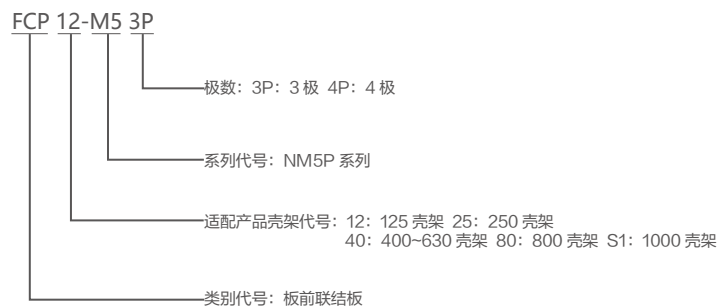 FCP 12-M5 3P
极数：3P：3 极 4P：4 极
系列代号：NM5P 系列
适配产品壳架代号：12：125 壳架 25：250 壳架
40：400~630 壳架 80：800 壳架 S1：1000 壳架
类别代号：板前联结板